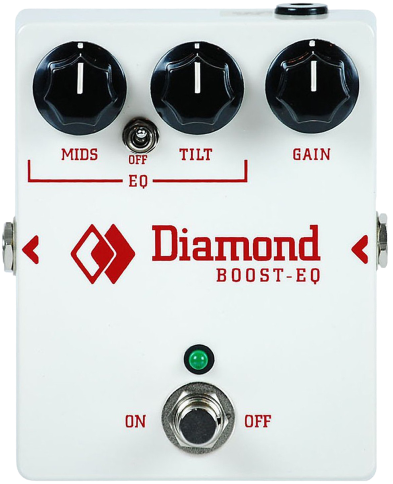 MIDS OFF TILT GAIN
EQ
Diamond
BOOST-EQ
ON OFF